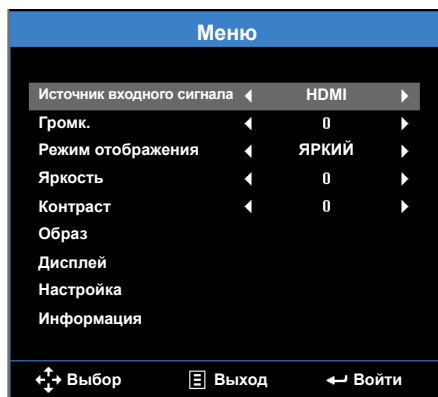 Меню
Источник входного сигнала HDMI
Громк. 0
Режим отображения ЯРКИЙ
Яркость 0
Контраст 0
Образ
Дисплей
Настройка
Информация
Выбор Выход Войти